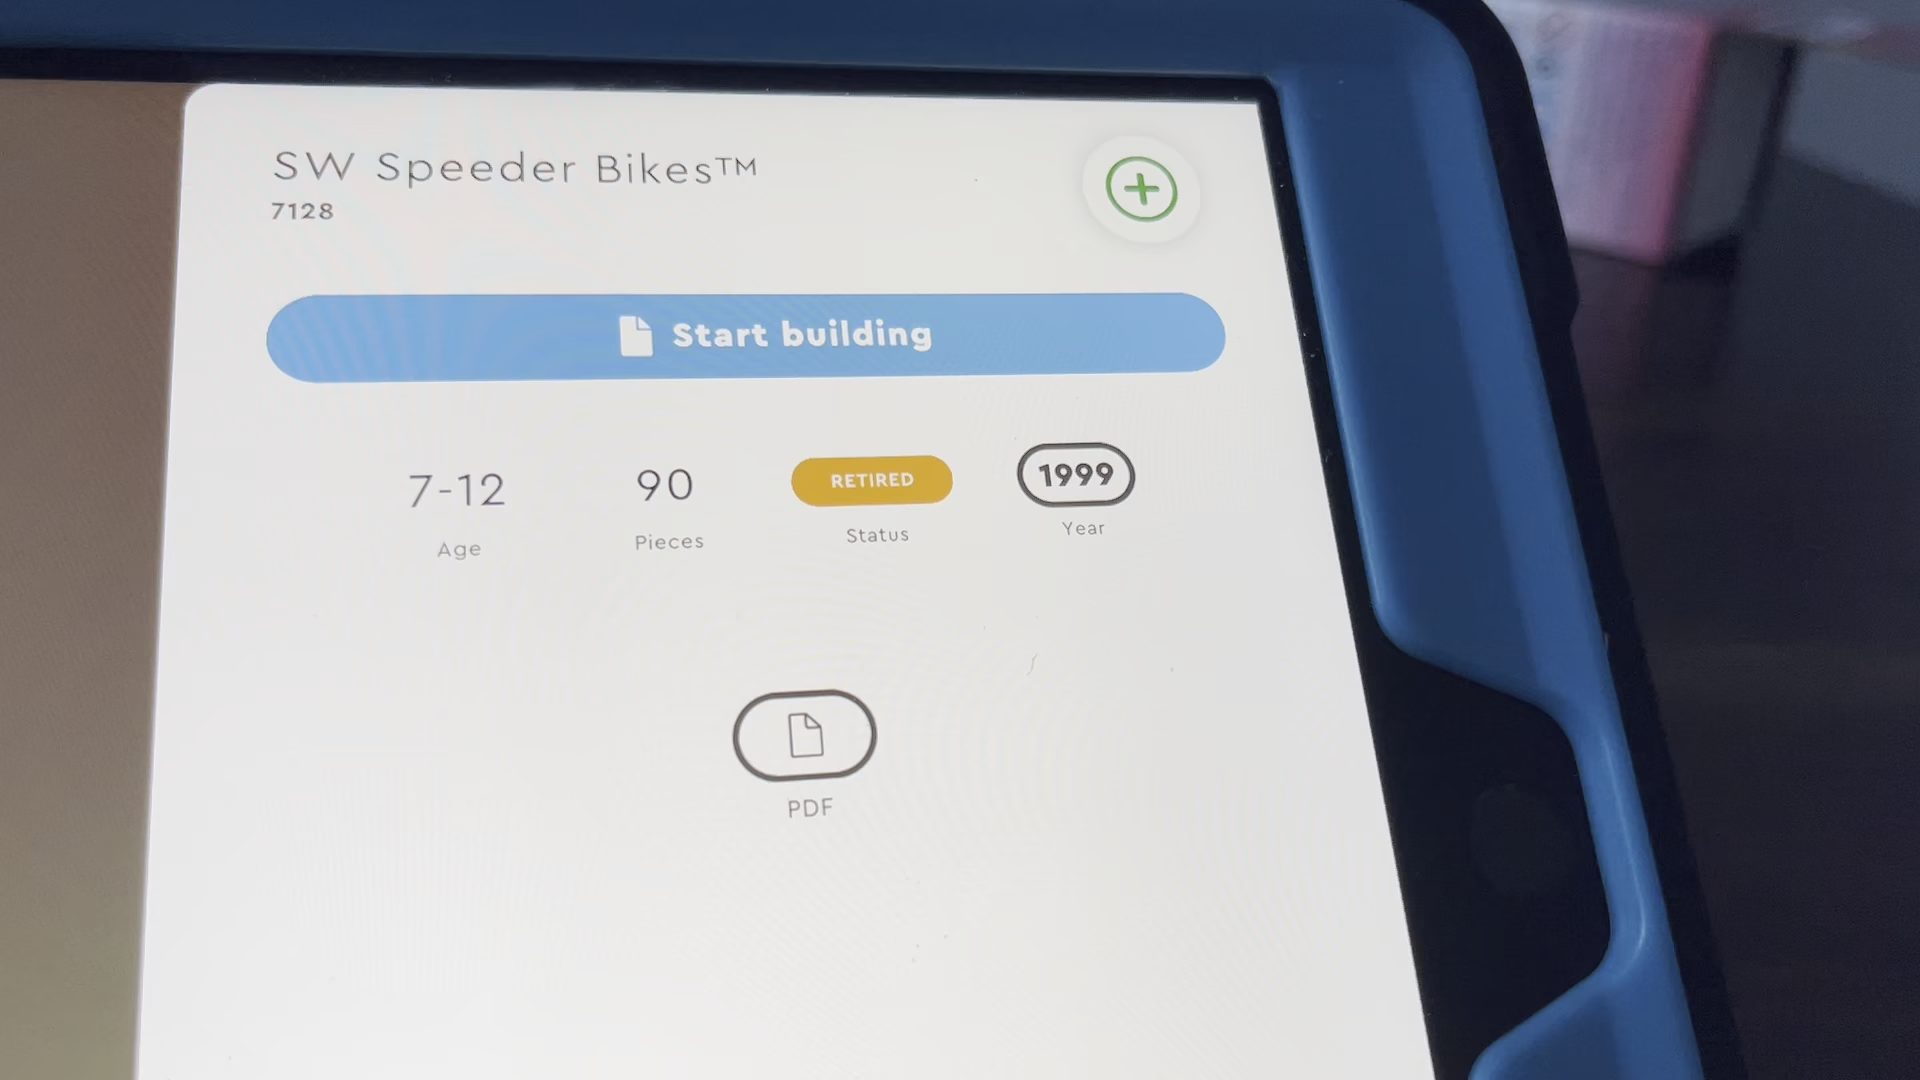 SW Speeder Bikes™
7128
Start building
7-12
Age
90
Pieces
RETIRED
Status
1999
Year
PDF